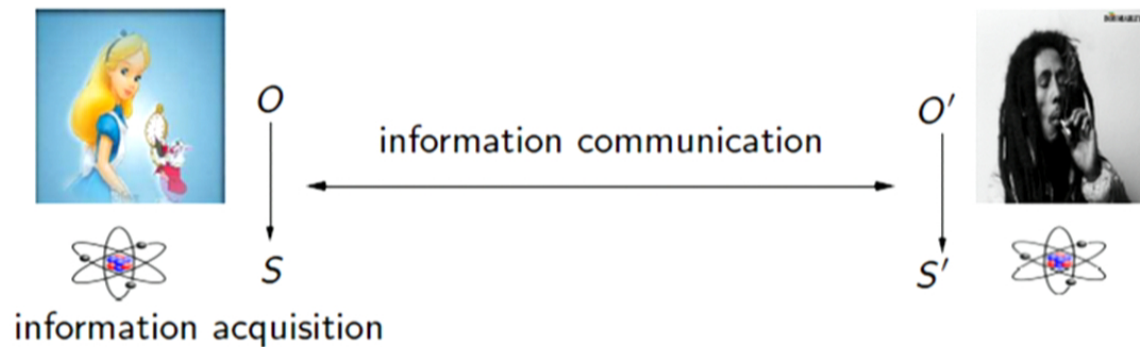 O
O′
information communication
S
S′
information acquisition